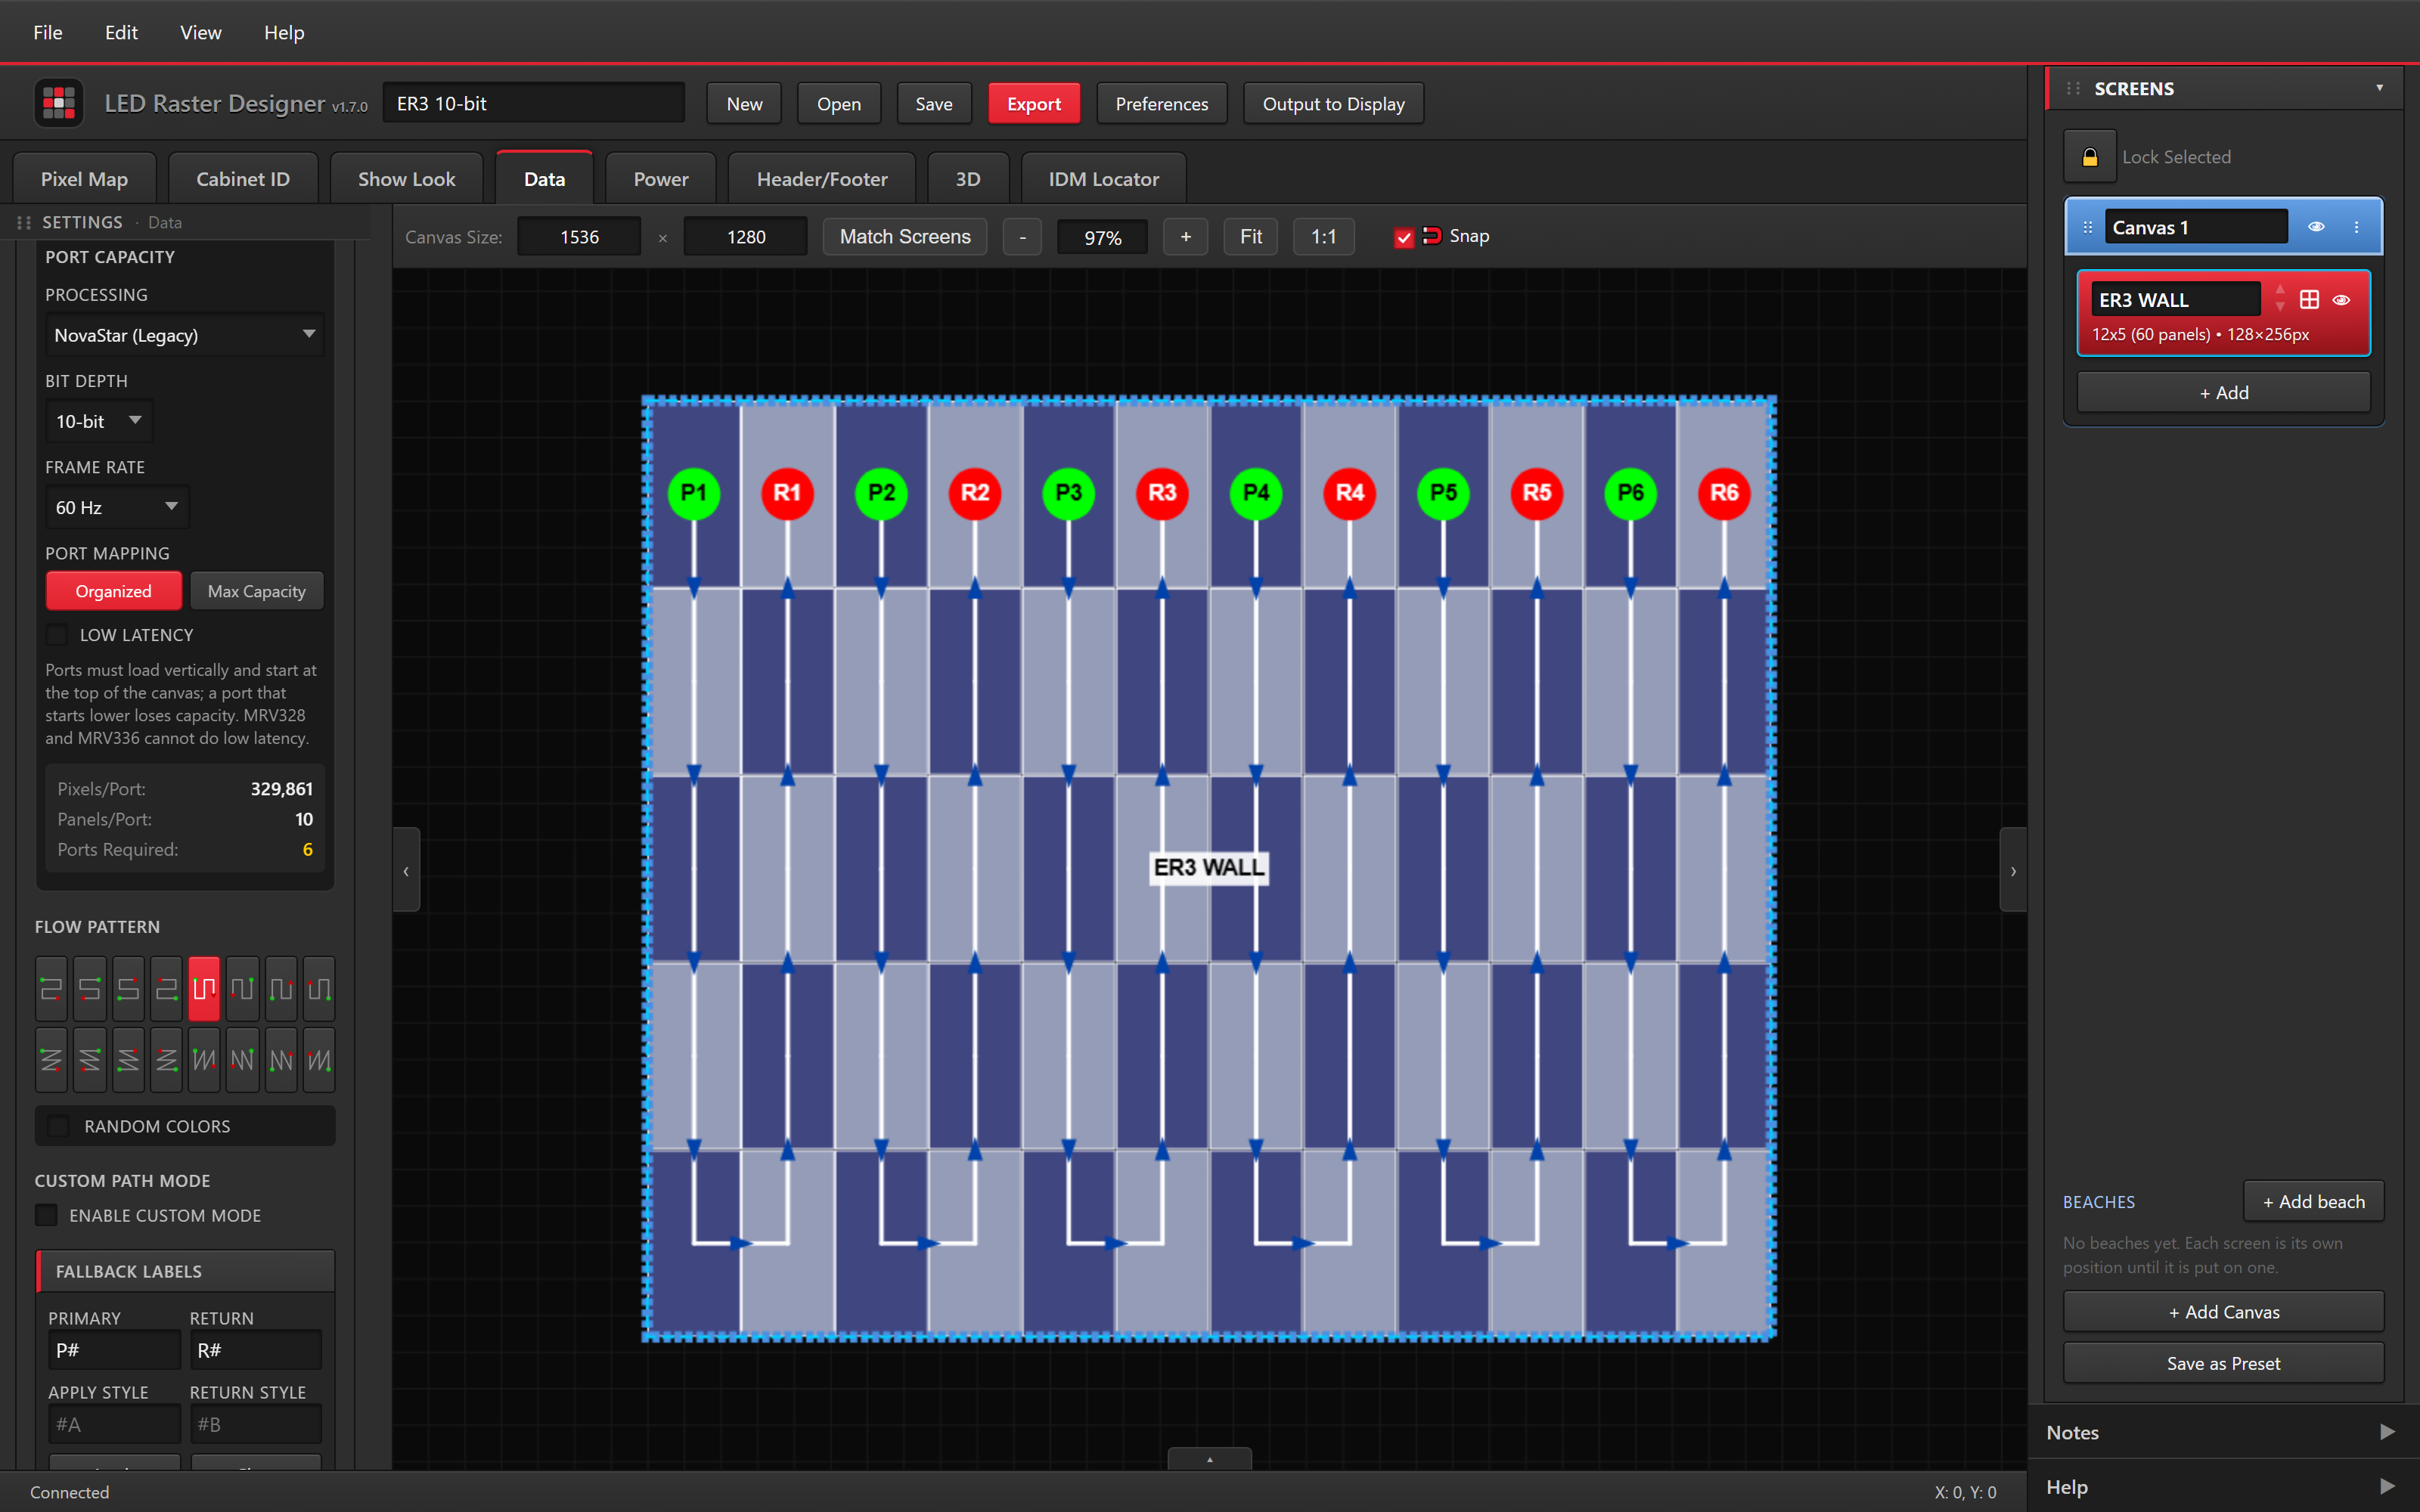 File Edit View Help
LED Raster Designer v1.7.0 ER3 10-bit New Open Save Export Preferences Output to Display
Pixel Map Cabinet ID Show Look Data Power Header/Footer 3D IDM Locator
SETTINGS · Data
Canvas Size: 1536 × 1280 Match Screens - 97% + Fit 1:1 Snap
PORT CAPACITY
PROCESSING
NovaStar (Legacy)
BIT DEPTH
10-bit
FRAME RATE
60 Hz
PORT MAPPING
Organized Max Capacity
LOW LATENCY
Ports must load vertically and start at
the top of the canvas; a port that
starts lower loses capacity. MRV328
and MRV336 cannot do low latency.
Pixels/Port: 329,861
Panels/Port: 10
Ports Required: 6
FLOW PATTERN
RANDOM COLORS
CUSTOM PATH MODE
ENABLE CUSTOM MODE
FALLBACK LABELS
PRIMARY RETURN
P# R#
APPLY STYLE RETURN STYLE
#A #B
P1 R1 P2 R2 P3 R3 P4 R4 P5 R5 P6 R6
ER3 WALL
SCREENS
Lock Selected
Canvas 1
ER3 WALL
12x5 (60 panels) • 128×256px
+ Add
BEACHES + Add beach
No beaches yet. Each screen is its own
position until it is put on one.
+ Add Canvas
Save as Preset
Notes
Help
Connected
X: 0, Y: 0